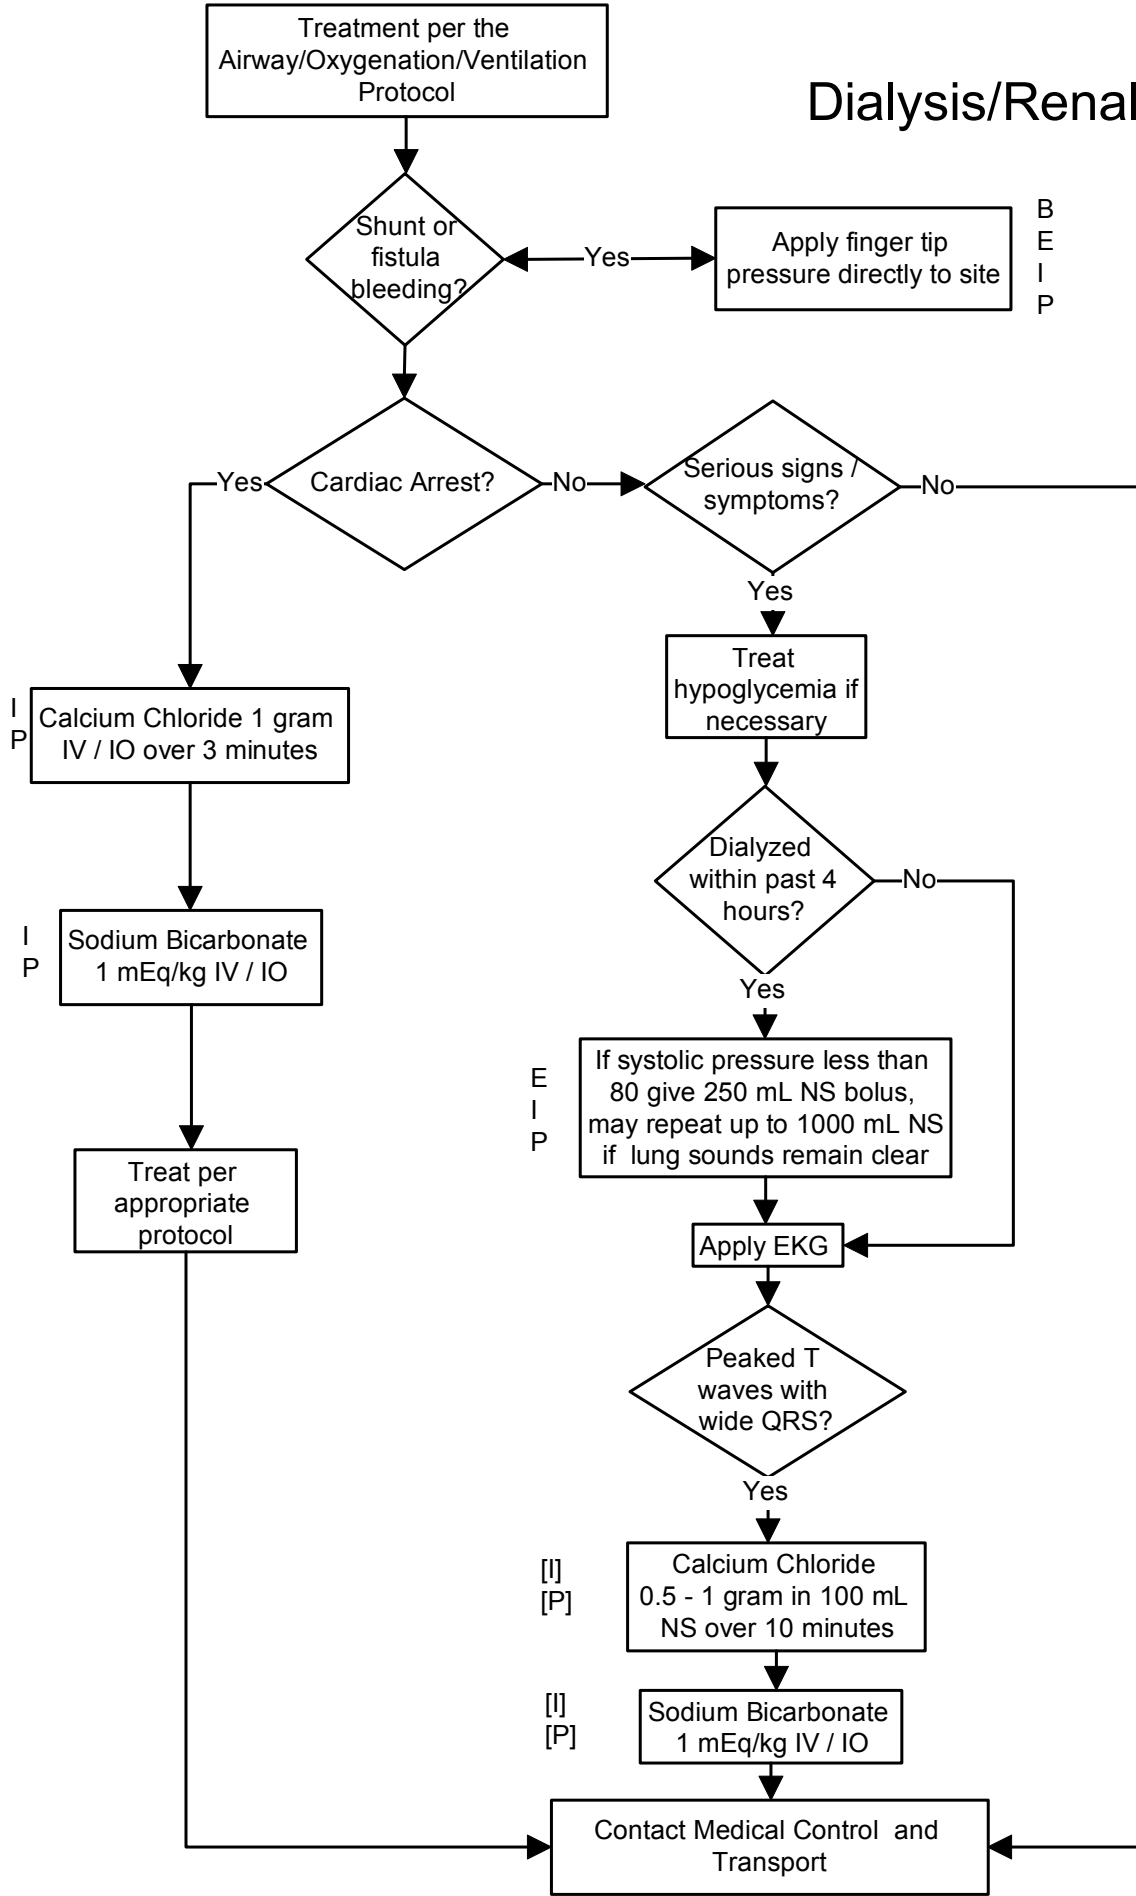 Treatment per the
Airway/Oxygenation/Ventilation
Protocol
Dialysis/Renal
Shunt or
fistula
bleeding?
Yes
Apply finger tip
pressure directly to site
B
E
I
P
Yes
Cardiac Arrest?
No
Serious signs /
symptoms?
No
Yes
Treat
hypoglycemia if
necessary
I
P
Calcium Chloride 1 gram
IV / IO over 3 minutes
Dialyzed
within past 4
hours?
No
I
P
Sodium Bicarbonate
1 mEq/kg IV / IO
Yes
E
I
P
If systolic pressure less than
80 give 250 mL NS bolus,
may repeat up to 1000 mL NS
if lung sounds remain clear
Treat per
appropriate
protocol
Apply EKG
Peaked T
waves with
wide QRS?
Yes
[I]
[P]
Calcium Chloride
0.5 - 1 gram in 100 mL
NS over 10 minutes
[I]
[P]
Sodium Bicarbonate
1 mEq/kg IV / IO
Contact Medical Control and
Transport